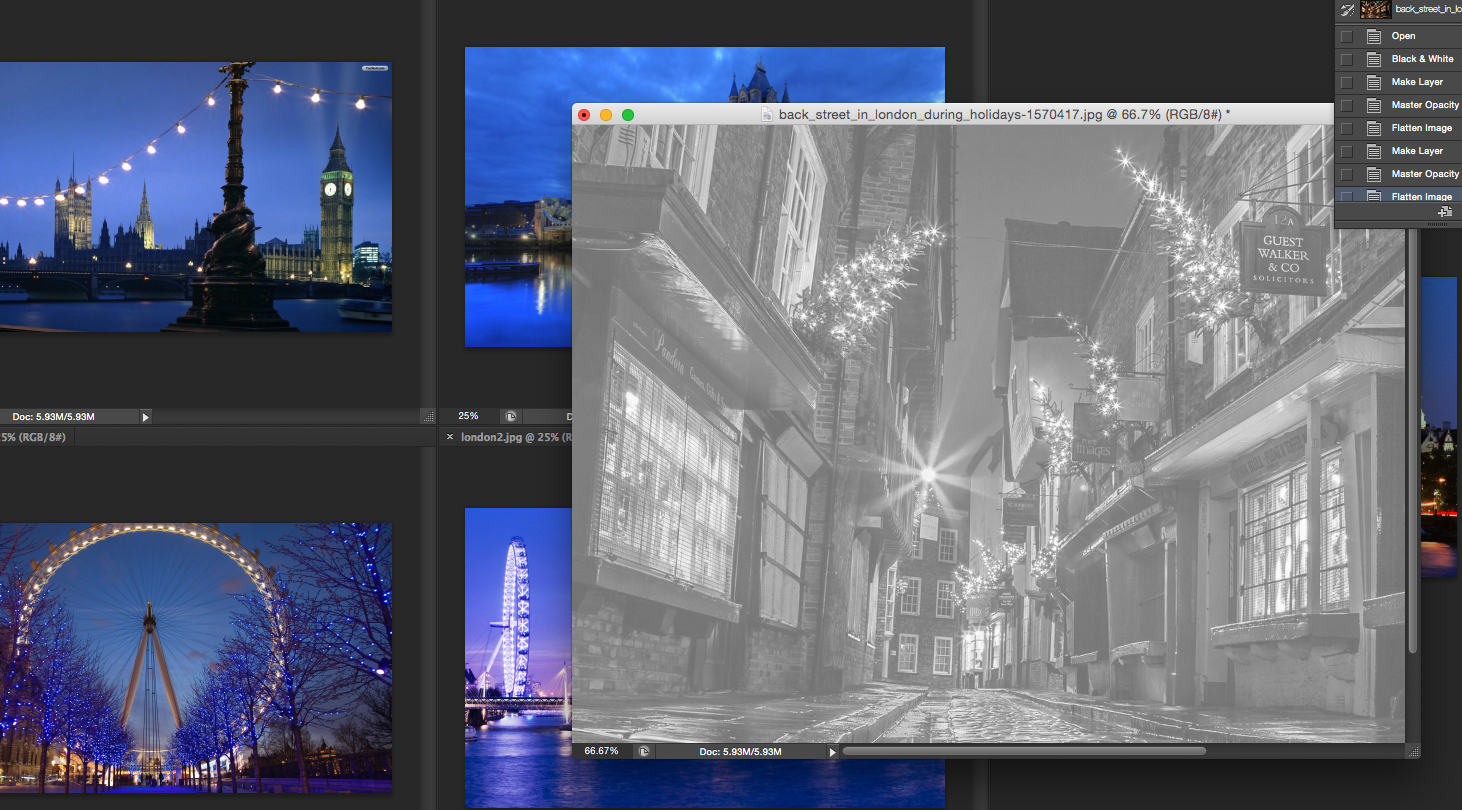 back_street_in_lo
Open
Black & White
Make Layer
Master Opacity
Flatten Image
Make Layer
Master Opacity
Flatten Image
back_street_in_london_during_holidays-1570417.jpg @ 66.7% (RGB/8#) *
12A
GUEST
WALKER
& CO
SOLICITORS
Pandora
images
Doc: 5.93M/5.93M
25%
D
5% (RGB/8#)
× london2.jpg @ 25% (R
66.67%
Doc: 5.93M/5.93M